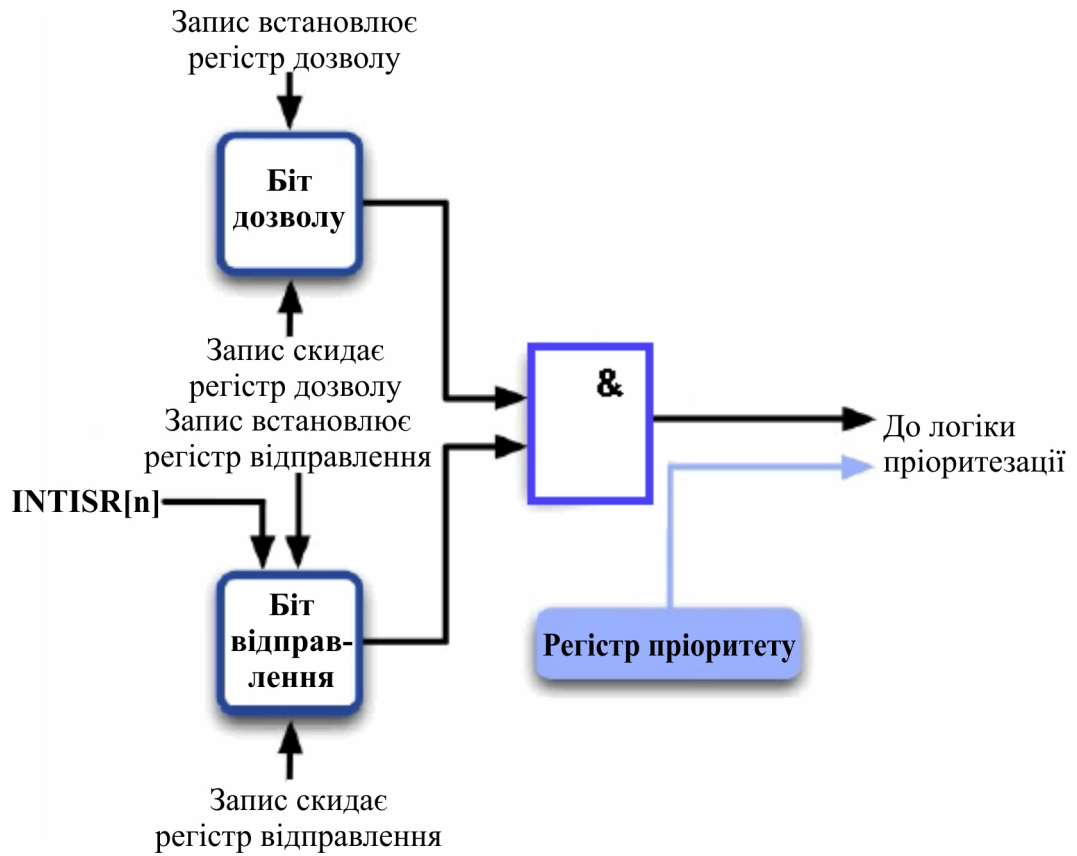 Запис встановлює
регістр дозволу
Біт
дозволу
Запис скидає
регістр дозволу
&
Запис встановлює
регістр відправлення
До логіки
пріоритезації
INTISR[n]
Біт
відправ-
лення
Регістр пріоритету
Запис скидає
регістр відправлення